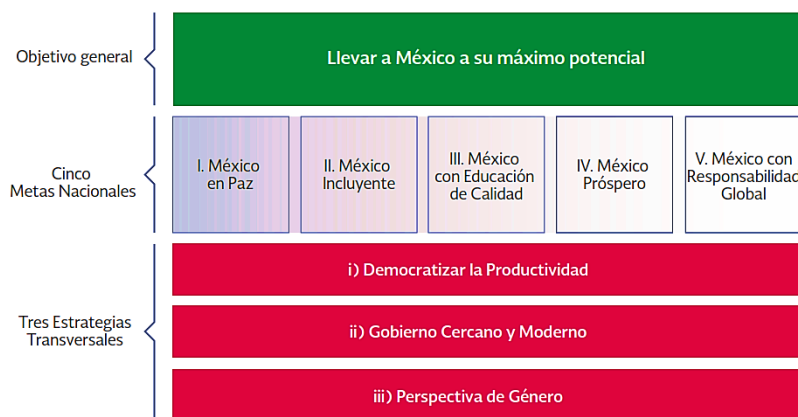 Objetivo general
Llevar a México a su máximo potencial
Cinco
Metas Nacionales
I. México
en Paz
II. México
Incluyente
III. México
con Educación
de Calidad
IV. México
Próspero
V. México con
Responsabilidad
Global
Tres Estrategias
Transversales
i) Democratizar la Productividad
ii) Gobierno Cercano y Moderno
iii) Perspectiva de Género